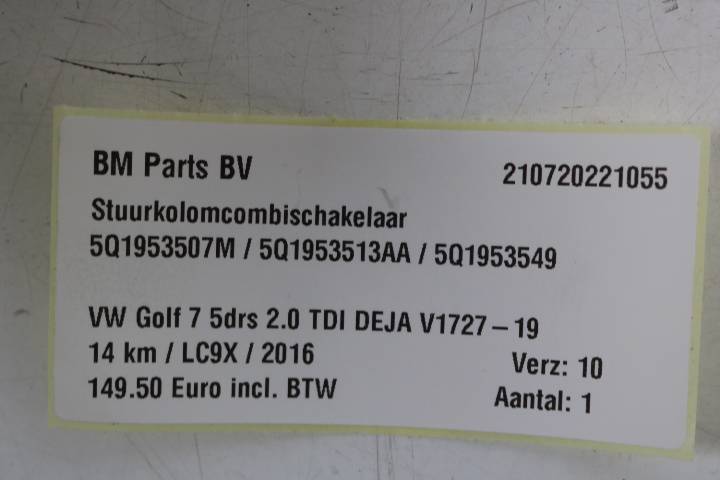 BM Parts BV 210720221055
Stuurkolomcombischakelaar
5Q1953507M / 5Q1953513AA / 5Q1953549
VW Golf 7 5drs 2.0 TDI DEJA V1727-19
14 km / LC9X / 2016 Verz: 10
149.50 Euro incl. BTW Aantal: 1